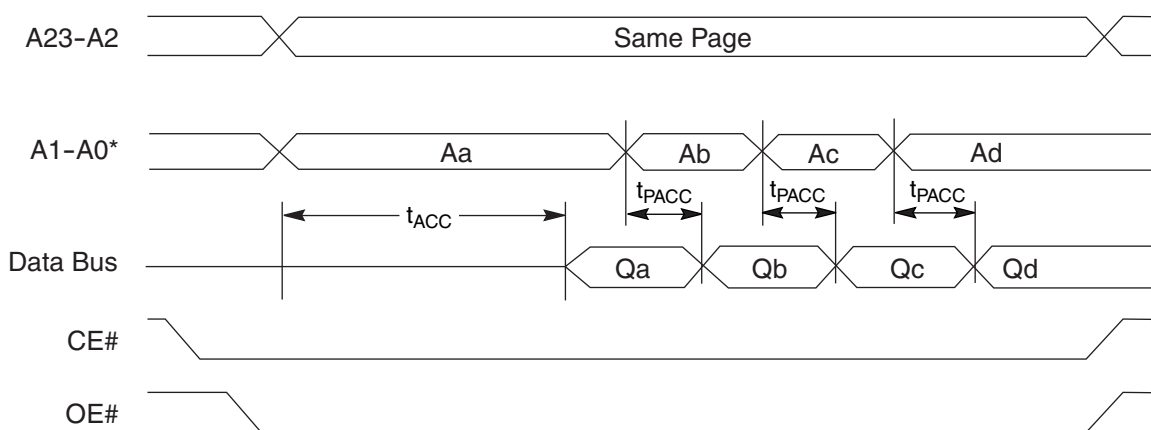 A23-A2 Same Page
A1-A0* Aa Ab Ac Ad
tPACC tPACC tPACC
tACC
Data Bus Qa Qb Qc Qd
CE#
OE#